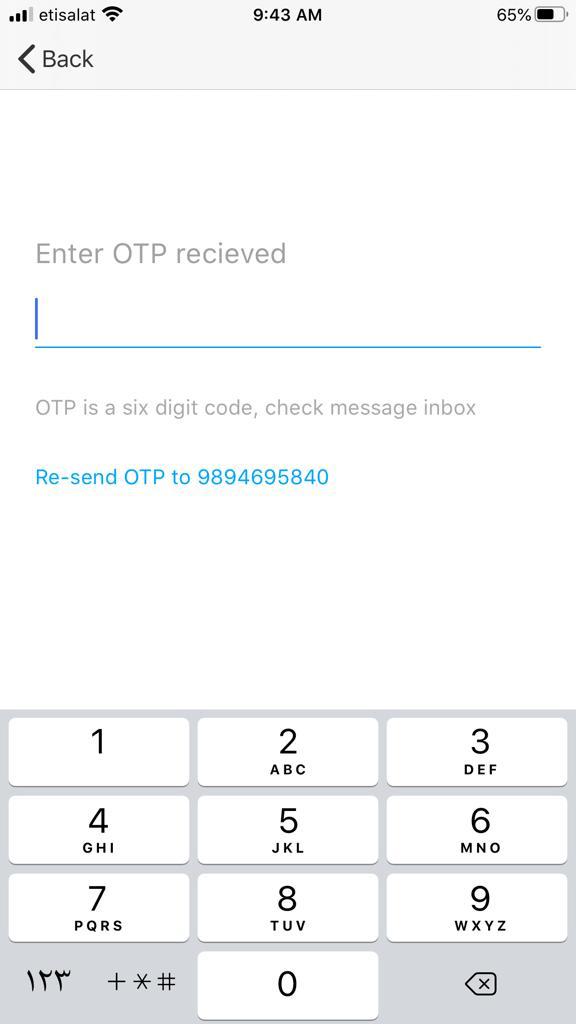 etisalat 9:43 AM 65%
Back
Enter OTP recieved
OTP is a six digit code, check message inbox
Re-send OTP to 9894695840
1 2 3
ABC DEF
4 5 6
GHI JKL MNO
7 8 9
PQRS TUV WXYZ
١٢٣ +*# 0